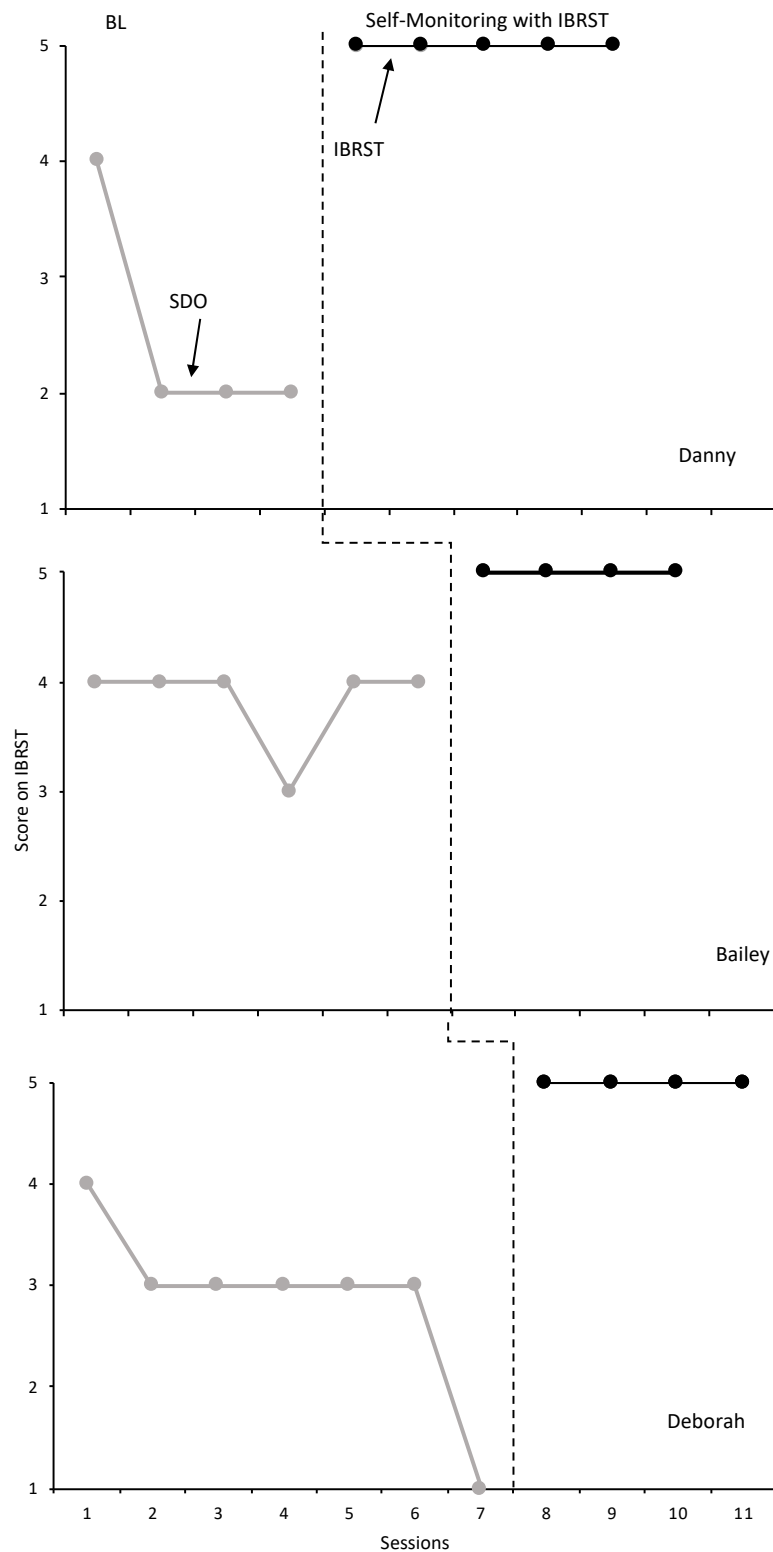 BL
Self-Monitoring with IBRST
5
IBRST
4
3
SDO
2
Danny
1
5
4
Score on IBRST
3
2
Bailey
1
5
4
3
2
Deborah
1
1 2 3 4 5 6 7 8 9 10 11
Sessions